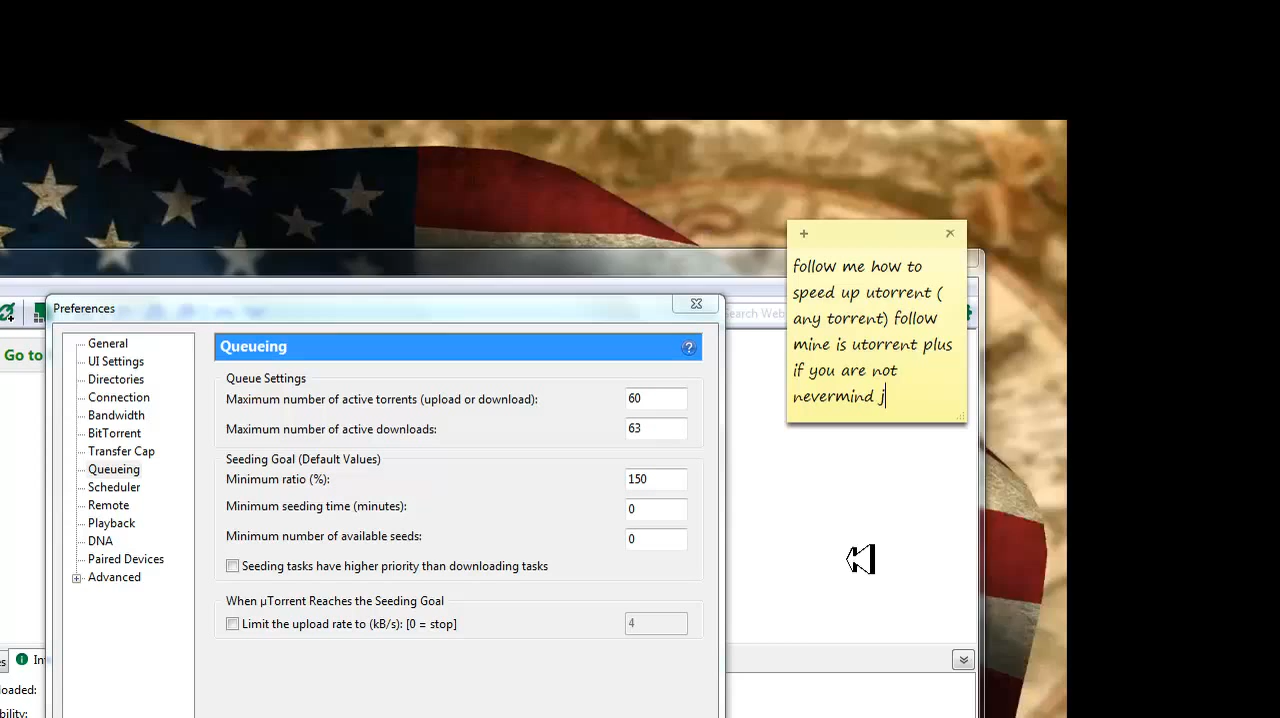 +
follow me how to
speed up utorrent (
any torrent) follow
mine is utorrent plus
if you are not
nevermind j
Preferences
Search Web
Go to
General
UI Settings
Directories
Connection
Bandwidth
BitTorrent
Transfer Cap
Queueing
Scheduler
Remote
Playback
DNA
Paired Devices
Advanced
Queueing
?
Queue Settings
Maximum number of active torrents (upload or download): 60
Maximum number of active downloads: 63
Seeding Goal (Default Values)
Minimum ratio (%): 150
Minimum seeding time (minutes): 0
Minimum number of available seeds: 0
Seeding tasks have higher priority than downloading tasks
When µTorrent Reaches the Seeding Goal
Limit the upload rate to (kB/s): [0 = stop] 4